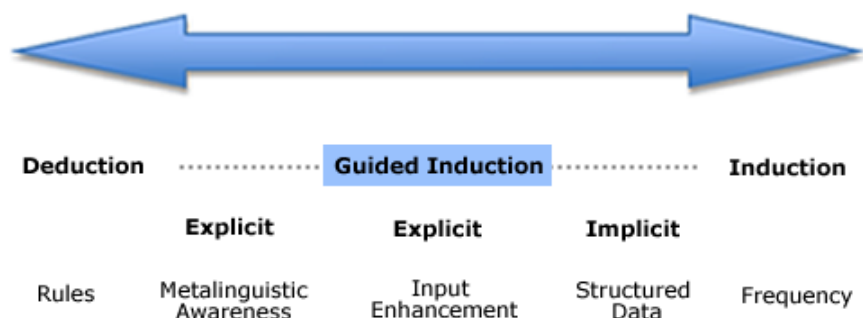 Deduction Guided Induction Induction
Explicit Explicit Implicit
Rules Metalinguistic Awareness Input Enhancement Structured Data Frequency